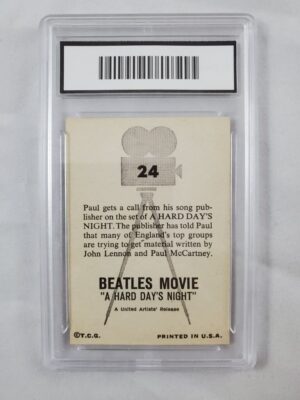 24
Paul gets a call from his song pub-
lisher on the set of A HARD DAY'S
NIGHT. The publisher has told Paul
that many of England's top groups
are trying to get material written by
John Lennon and Paul McCartney.
BEATLES MOVIE
"A HARD DAY'S NIGHT"
A United Artists' Release
©T.C.G.
PRINTED IN U.S.A.